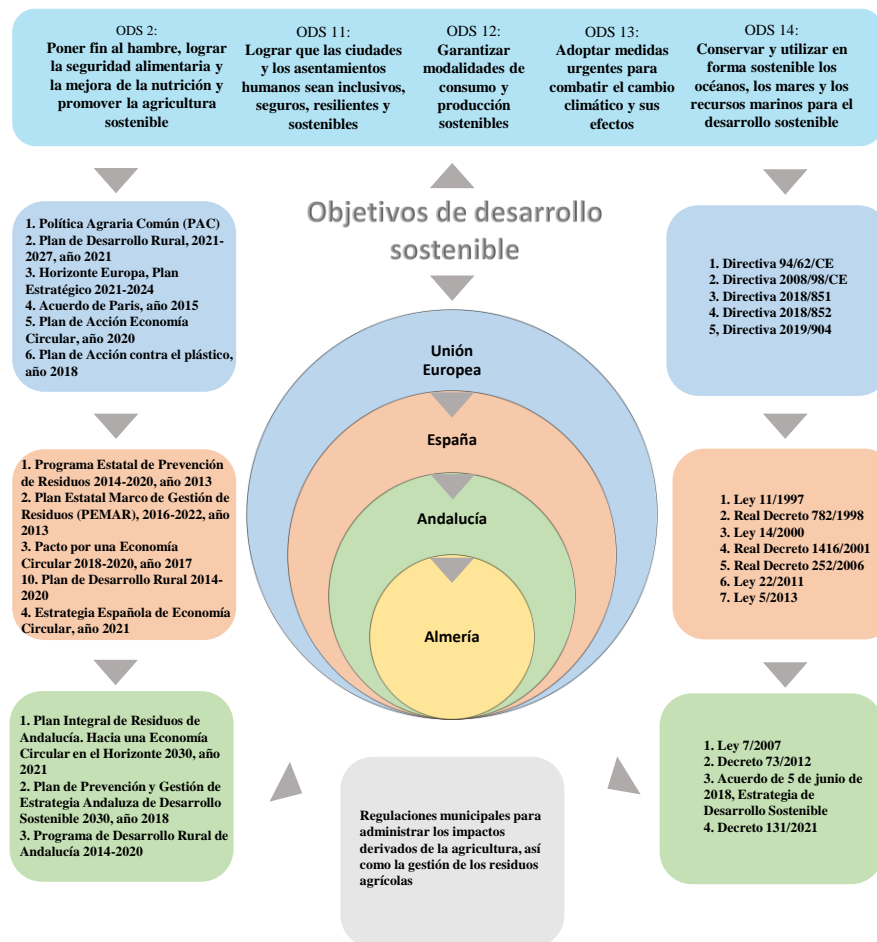 ODS 2:
Poner fin al hambre, lograr
la seguridad alimentaria y
la mejora de la nutrición y
promover la agricultura
sostenible
ODS 11:
Lograr que las ciudades
y los asentamientos
humanos sean inclusivos,
seguros, resilientes y
sostenibles
ODS 12:
Garantizar
modalidades de
consumo y
producción
sostenibles
ODS 13:
Adoptar medidas
urgentes para
combatir el cambio
climático y sus
efectos
ODS 14:
Conservar y utilizar en
forma sostenible los
océanos, los mares y los
recursos marinos para el
desarrollo sostenible
Objetivos de desarrollo
sostenible
1. Política Agraria Común (PAC)
2. Plan de Desarrollo Rural, 2021-
2027, año 2021
3. Horizonte Europa, Plan
Estratégico 2021-2024
4. Acuerdo de Paris, año 2015
5. Plan de Acción Economía
Circular, año 2020
6. Plan de Acción contra el plástico,
año 2018
Unión
Europea
España
Andalucía
Almería
1. Directiva 94/62/CE
2. Directiva 2008/98/CE
3. Directiva 2018/851
4. Directiva 2018/852
5, Directiva 2019/904
1. Programa Estatal de Prevención
de Residuos 2014-2020, año 2013
2. Plan Estatal Marco de Gestión de
Residuos (PEMAR), 2016-2022, año
2013
3. Pacto por una Economía
Circular 2018-2020, año 2017
10. Plan de Desarrollo Rural 2014-
2020
4. Estrategia Española de Economía
Circular, año 2021
1. Ley 11/1997
2. Real Decreto 782/1998
3. Ley 14/2000
4. Real Decreto 1416/2001
5. Real Decreto 252/2006
6. Ley 22/2011
7. Ley 5/2013
1. Plan Integral de Residuos de
Andalucía. Hacia una Economía
Circular en el Horizonte 2030, año
2021
2. Plan de Prevención y Gestión de
Estrategia Andaluza de Desarrollo
Sostenible 2030, año 2018
3. Programa de Desarrollo Rural de
Andalucía 2014-2020
Regulaciones municipales para
administrar los impactos
derivados de la agricultura, así
como la gestión de los residuos
agrícolas
1. Ley 7/2007
2. Decreto 73/2012
3. Acuerdo de 5 de junio de
2018, Estrategia de
Desarrollo Sostenible
4. Decreto 131/2021